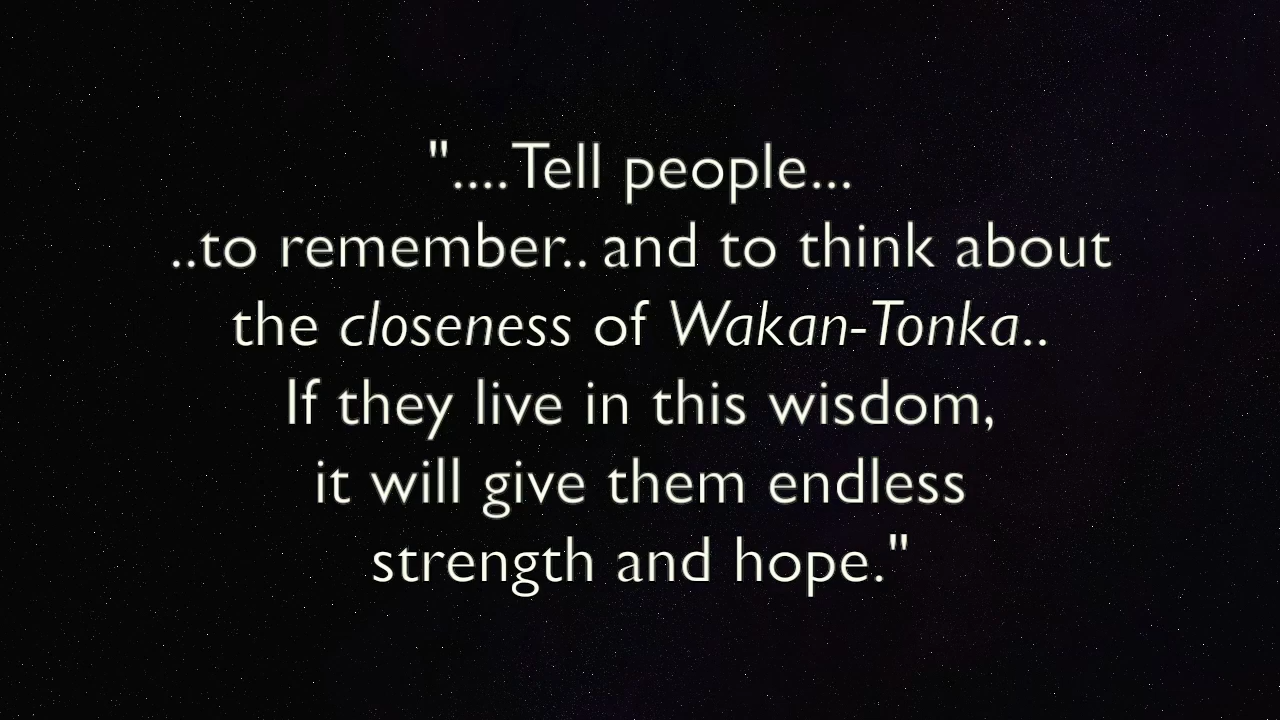 "....Tell people...
..to remember.. and to think about
the closeness of Wakan-Tonka..
If they live in this wisdom,
it will give them endless
strength and hope."